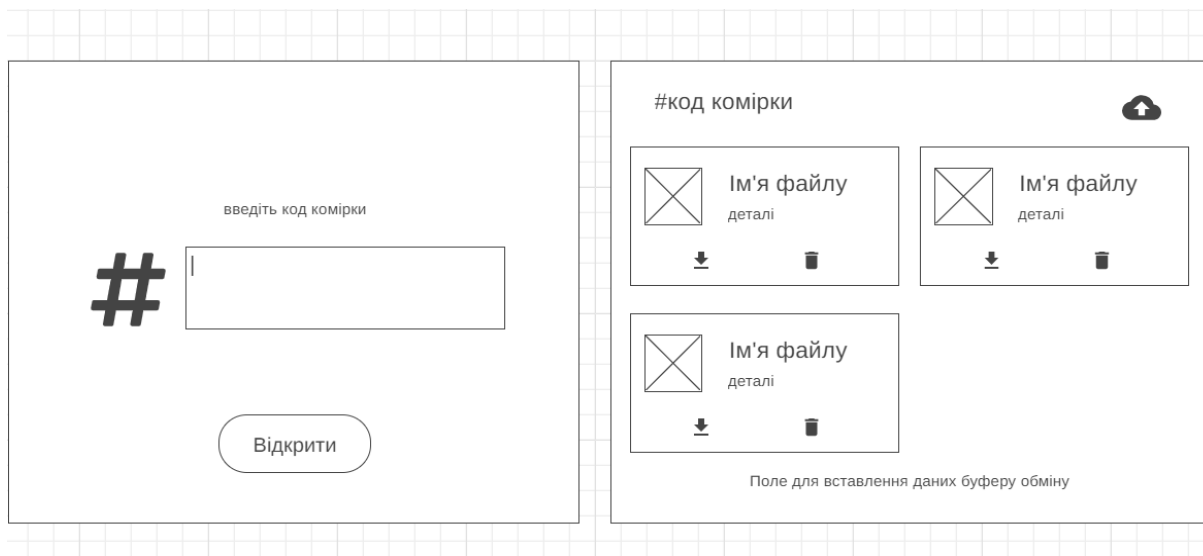 введіть код комірки
#
Відкрити
#код комірки
Ім'я файлу
деталі
Ім'я файлу
деталі
Ім'я файлу
деталі
Поле для вставлення даних буферу обміну